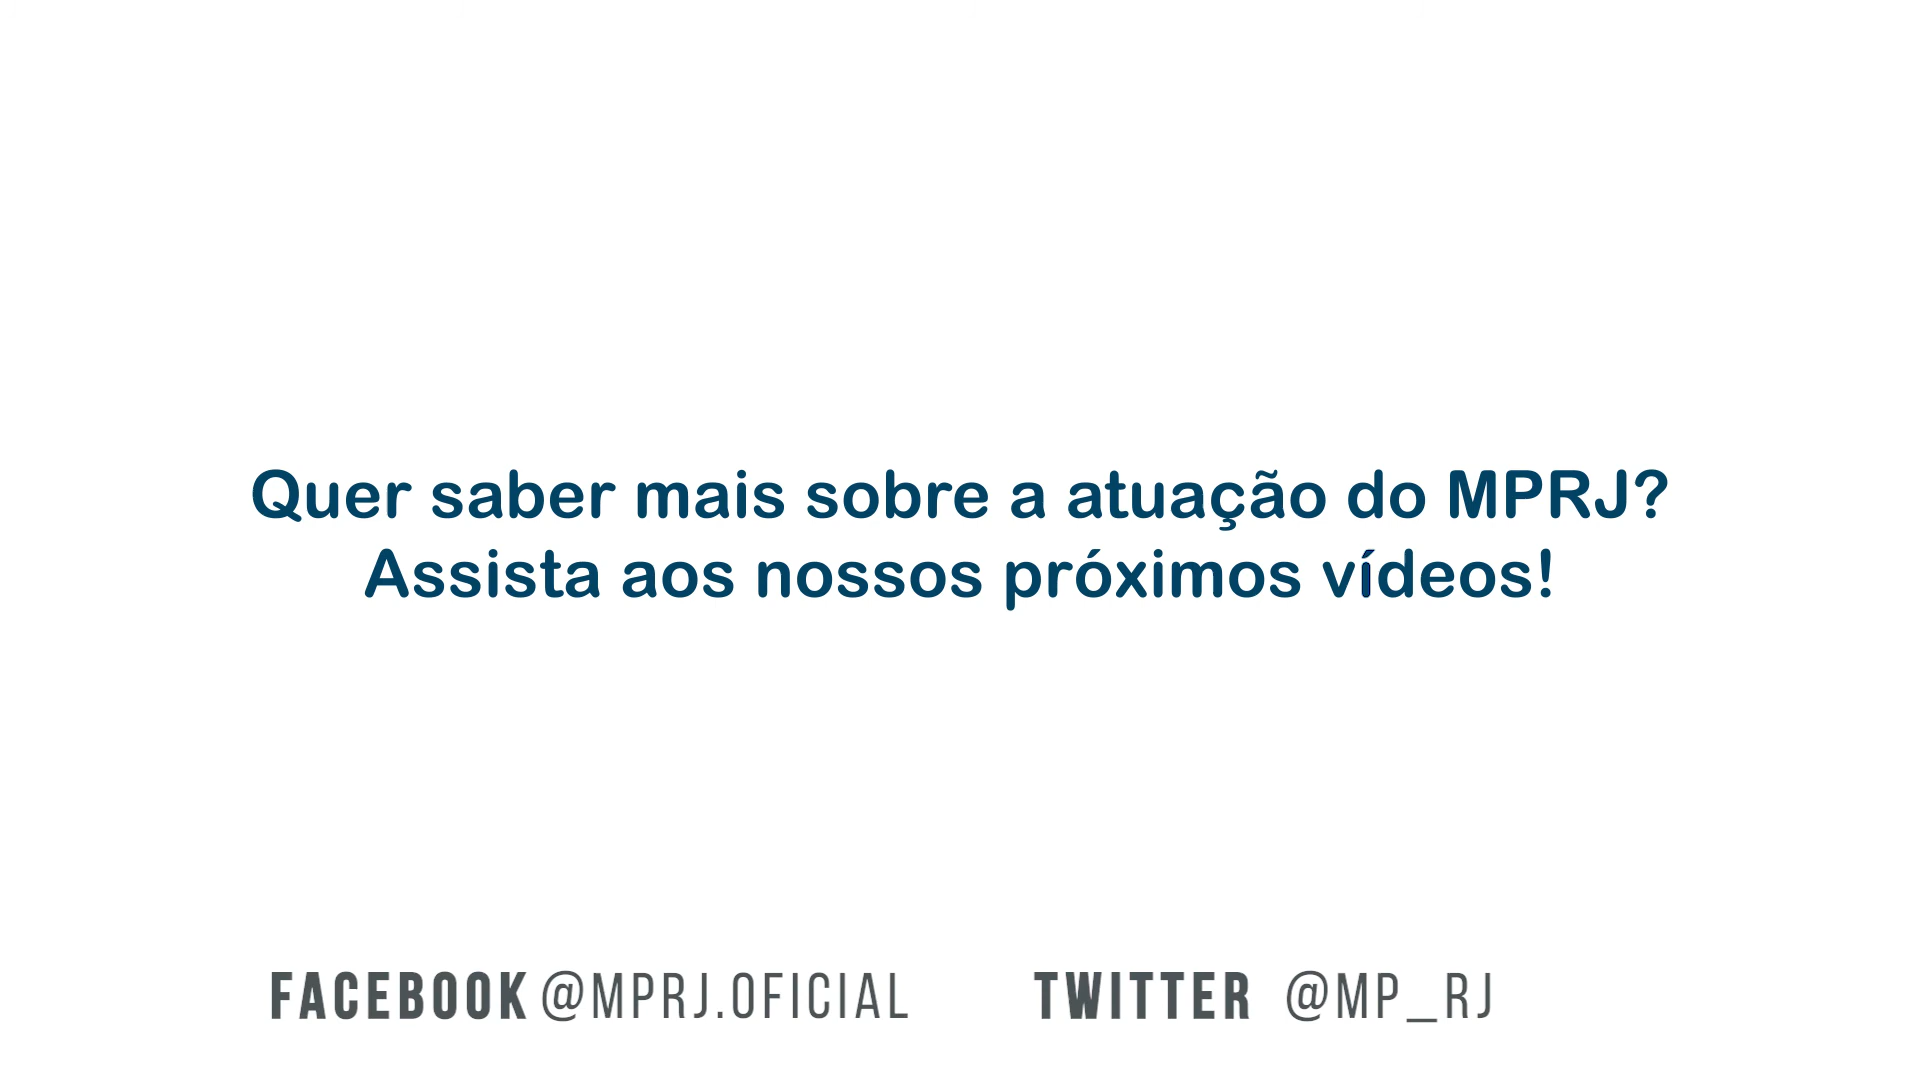 Quer saber mais sobre a atuação do MPRJ?
Assista aos nossos próximos vídeos!
FACEBOOK @MPRJ.OFICIAL TWITTER @MP_RJ